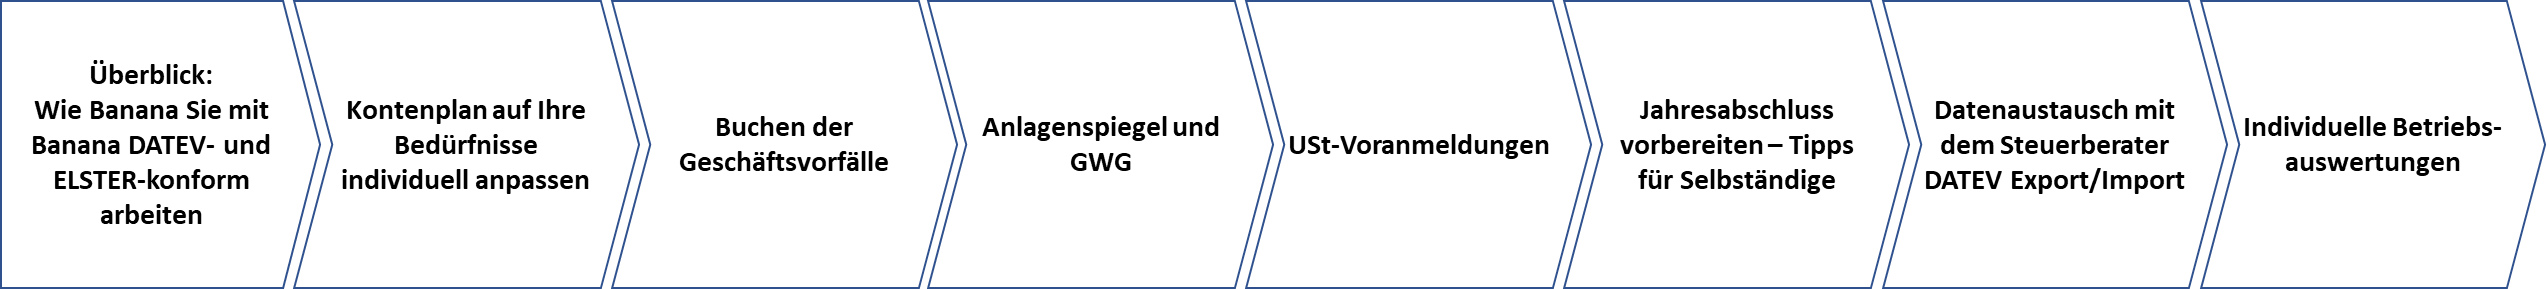 Überblick:
Wie Banana Sie mit
Banana DATEV- und
ELSTER-konform
arbeiten
Kontenplan auf Ihre
Bedürfnisse
individuell anpassen
Buchen der
Geschäftsvorfälle
Anlagenspiegel und
GWG
USt-Voranmeldungen
Jahresabschluss
vorbereiten – Tipps
für Selbständige
Datenaustausch mit
dem Steuerberater
DATEV Export/Import
Individuelle Betriebs-
auswertungen